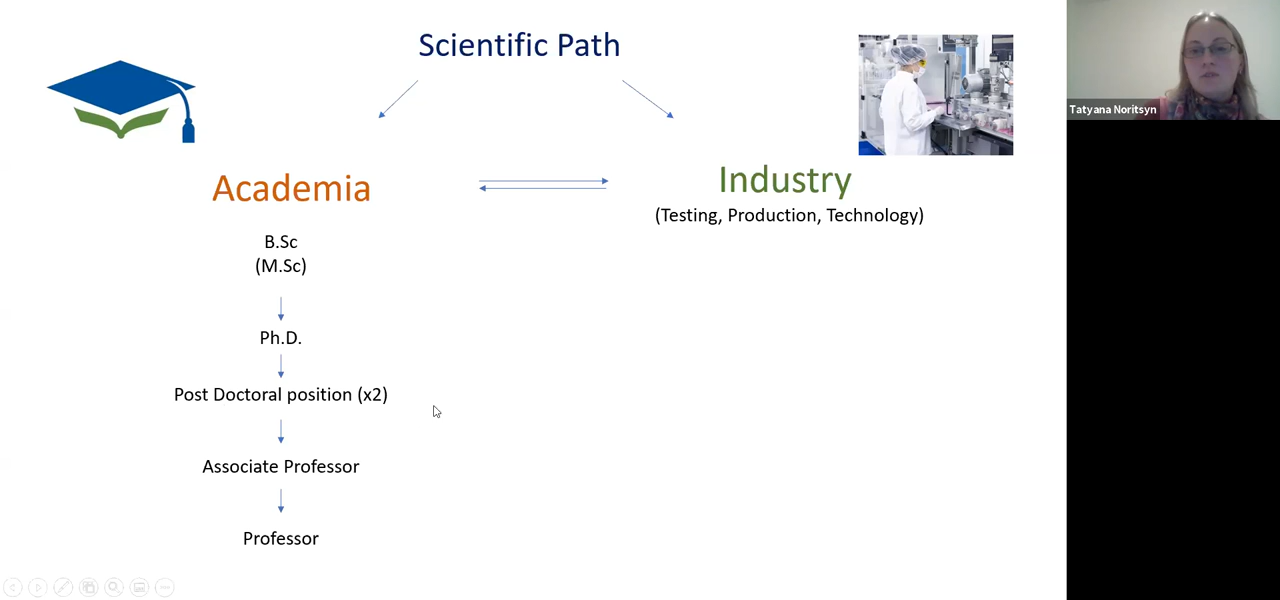 Scientific Path
Tatyana Noritsyn
Academia
Industry
(Testing, Production, Technology)
B.Sc
(M.Sc)
Ph.D.
Post Doctoral position (x2)
Associate Professor
Professor